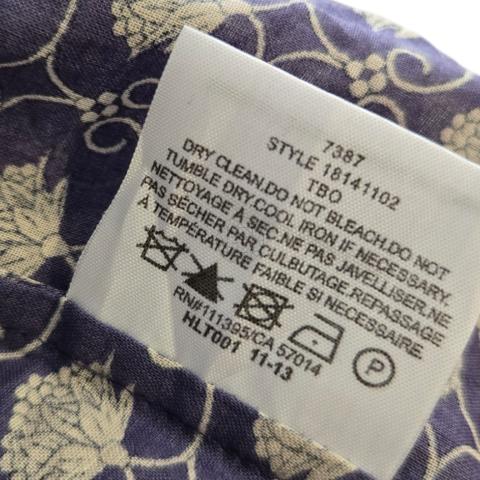 7387
STYLE 18141102
TBO
DRY CLEAN.DO NOT BLEACH.DO NOT
TUMBLE DRY.COOL IRON IF NECESSARY.
NETTOYAGE À SEC.NE PAS JAVELLISER.NE
PAS SÉCHER PAR CULBUTAGE.REPASSAGE
À TEMPÉRATURE FAIBLE SI NECESSAIRE.
P
RN#111395/CA 57014
HLT001 11-13